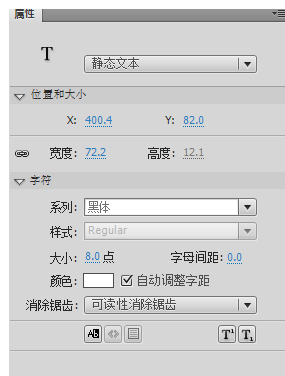 属性
T
静态文本
位置和大小
X: 400.4 Y: 82.0
宽度: 72.2 高度: 12.1
字符
系列: 黑体
样式: Regular
大小: 8.0 点 字母间距: 0.0
颜色: 自动调整字距
消除锯齿: 可读性消除锯齿
AB T¹ T₁